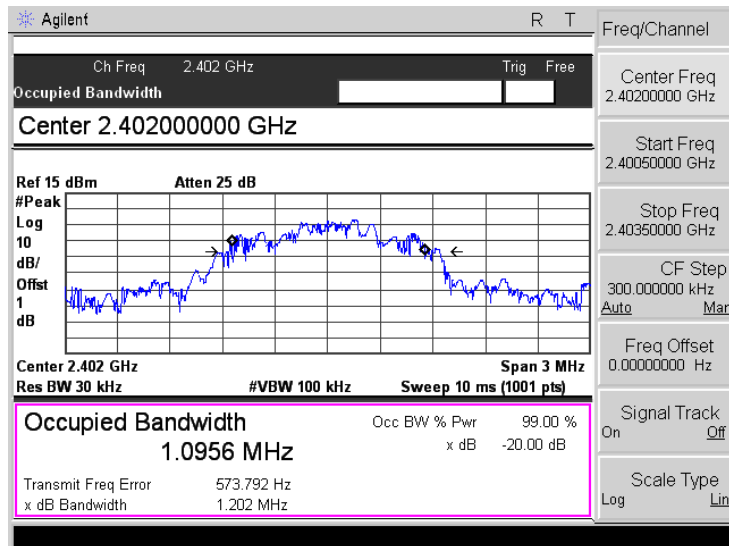 Agilent R T
Freq/Channel
Ch Freq 2.402 GHz Trig Free
Occupied Bandwidth
Center 2.402000000 GHz
Ref 15 dBm Atten 25 dB
#Peak
Log
10
dB/
Offst
1
dB
Center 2.402 GHz Span 3 MHz
Res BW 30 kHz #VBW 100 kHz Sweep 10 ms (1001 pts)
Occupied Bandwidth
1.0956 MHz
Occ BW % Pwr 99.00 %
x dB -20.00 dB
Transmit Freq Error 573.792 Hz
x dB Bandwidth 1.202 MHz
Center Freq
2.40200000 GHz
Start Freq
2.40050000 GHz
Stop Freq
2.40350000 GHz
CF Step
300.000000 kHz
Auto Mar
Freq Offset
0.00000000 Hz
Signal Track
On Off
Scale Type
Log Lin